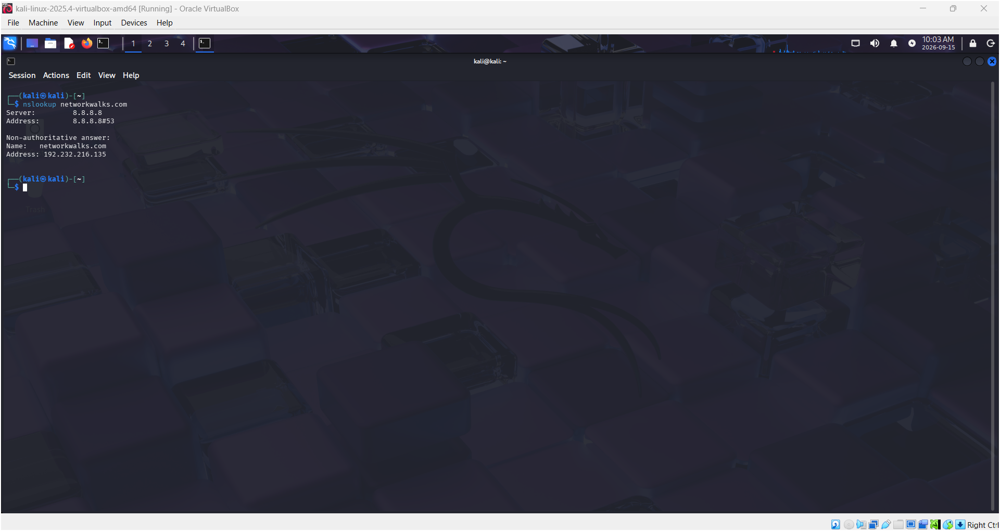 kali-linux-2025.4-virtualbox-amd64 [Running] - Oracle VirtualBox
File Machine View Input Devices Help
1 2 3 4
10:03 AM
2026-09-15
kali@kali: ~
Session Actions Edit View Help
┌──(kali㉿kali)-[~]
└─$ nslookup networkwalks.com
Server: 8.8.8.8
Address: 8.8.8.8#53
Non-authoritative answer:
Name: networkwalks.com
Address: 192.232.216.135
┌──(kali㉿kali)-[~]
└─$
Trash
Right Ctrl